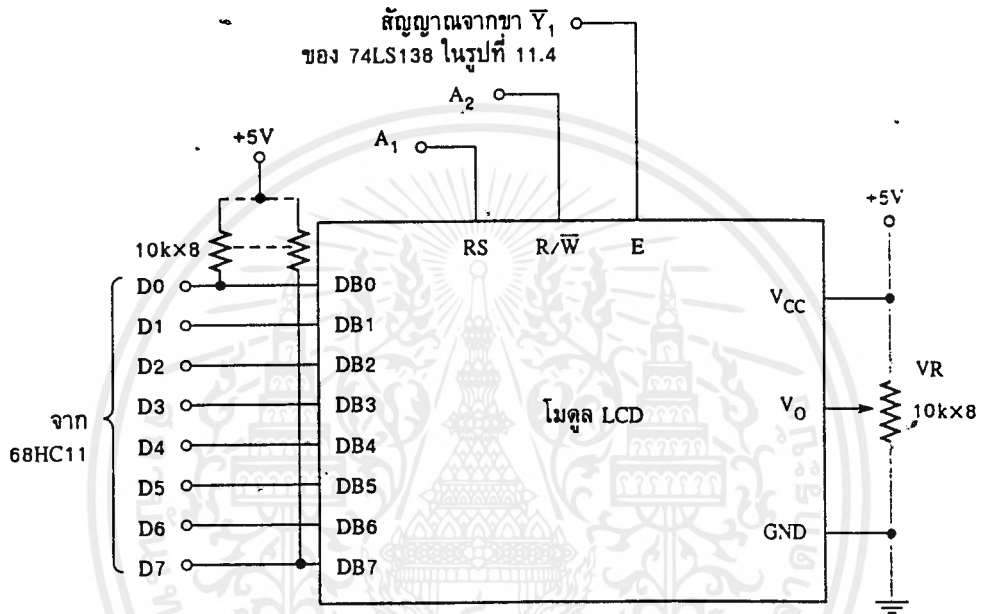 สัญญาณจากขา Y̅₁
ของ 74LS138 ในรูปที่ 11.4
A₂
A₁
+5V
+5V
10k×8
RS R/W̅ E
D0 DB0
D1 DB1
D2 DB2
D3 DB3
D4 DB4
D5 DB5
D6 DB6
D7 DB7
จาก
68HC11
โมดูล LCD
V_CC
V_O
GND
VR
10k×8